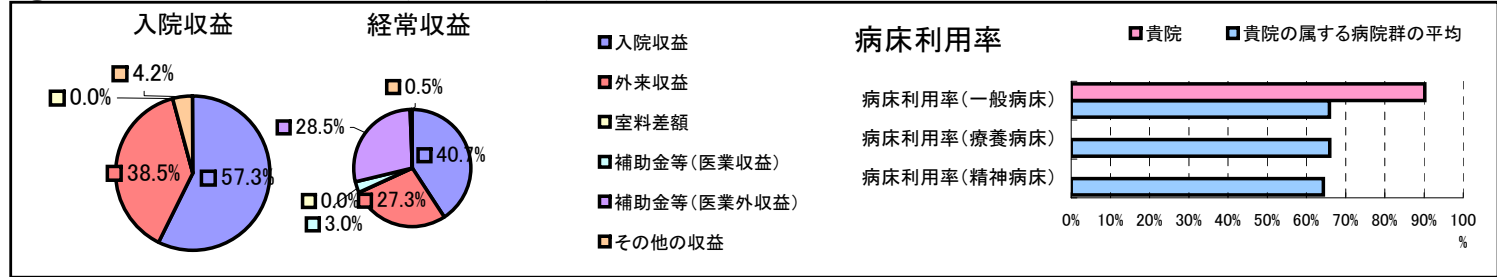 入院収益
4.2%
0.0%
38.5%
57.3%
経常収益
0.5%
28.5%
40.7%
0.0%
27.3%
3.0%
入院収益
外来収益
室料差額
補助金等（医業収益）
補助金等（医業外収益）
その他の収益
病床利用率
貴院 貴院の属する病院群の平均
病床利用率（一般病床）
病床利用率（療養病床）
病床利用率（精神病床）
0% 10% 20% 30% 40% 50% 60% 70% 80% 90% 100
%